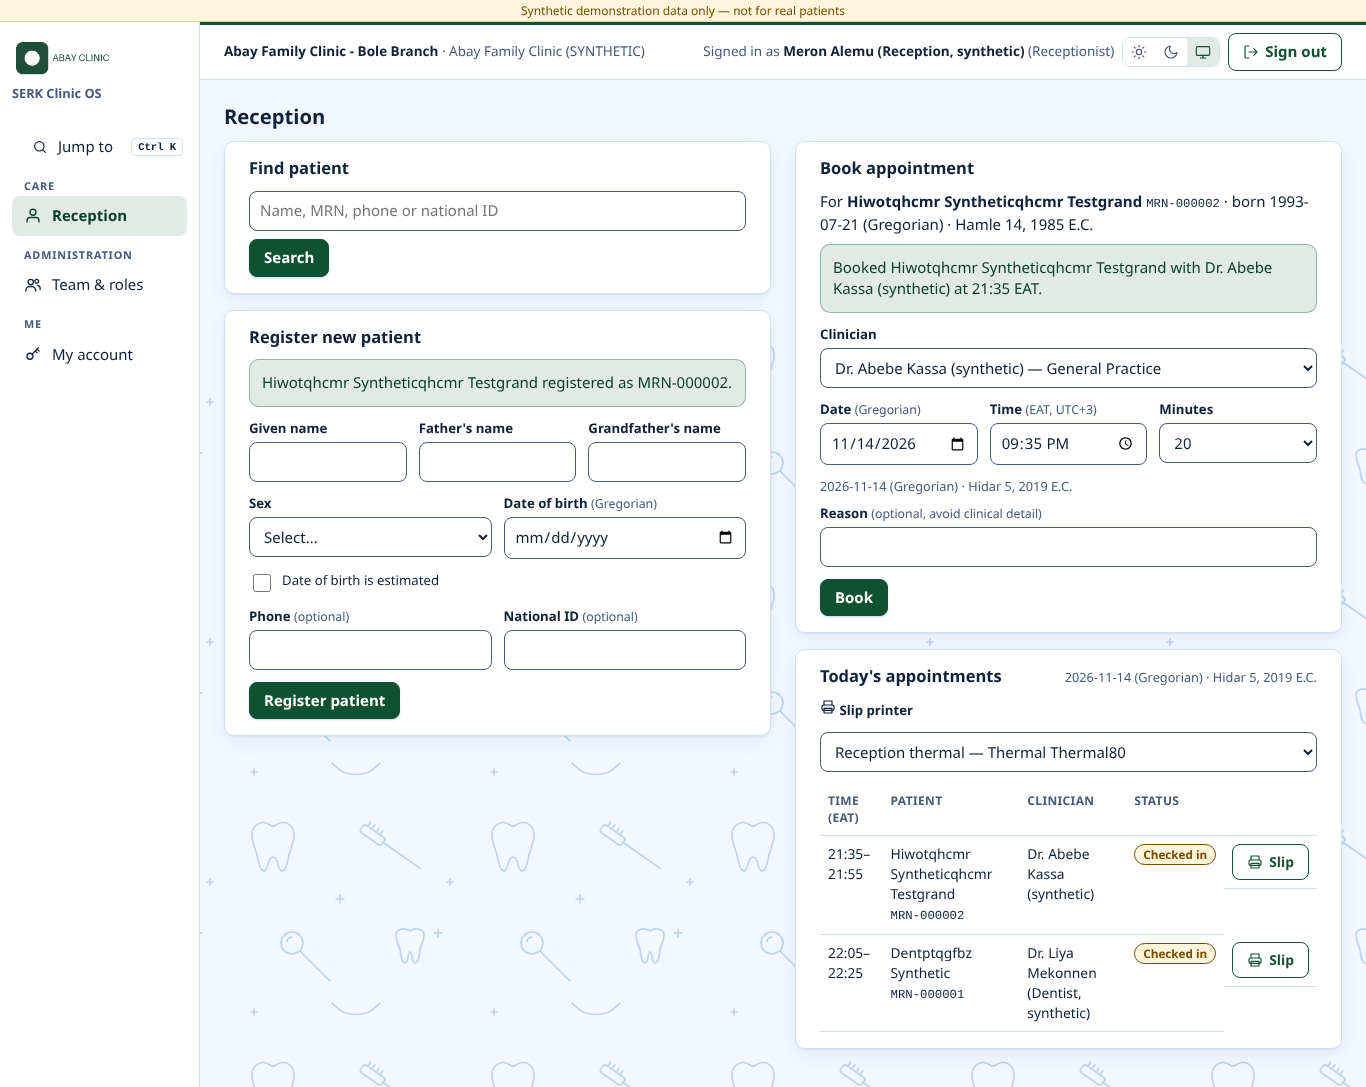 Synthetic demonstration data only — not for real patients
ABAY CLINIC
SERK Clinic OS
Jump to Ctrl K
CARE
Reception
ADMINISTRATION
Team & roles
ME
My account
Abay Family Clinic - Bole Branch · Abay Family Clinic (SYNTHETIC)
Signed in as Meron Alemu (Reception, synthetic) (Receptionist)
Sign out
Reception
Find patient
Name, MRN, phone or national ID
Search
Register new patient
Hiwotqhcmr Syntheticqhcmr Testgrand registered as MRN-000002.
Given name Father's name Grandfather's name
Sex Date of birth (Gregorian)
Select... mm/dd/yyyy
Date of birth is estimated
Phone (optional) National ID (optional)
Register patient
Book appointment
For Hiwotqhcmr Syntheticqhcmr Testgrand MRN-000002 · born 1993-
07-21 (Gregorian) · Hamle 14, 1985 E.C.
Booked Hiwotqhcmr Syntheticqhcmr Testgrand with Dr. Abebe
Kassa (synthetic) at 21:35 EAT.
Clinician
Dr. Abebe Kassa (synthetic) — General Practice
Date (Gregorian) Time (EAT, UTC+3) Minutes
11/14/2026 09:35 PM 20
2026-11-14 (Gregorian) · Hidar 5, 2019 E.C.
Reason (optional, avoid clinical detail)
Book
Today's appointments 2026-11-14 (Gregorian) · Hidar 5, 2019 E.C.
Slip printer
Reception thermal — Thermal Thermal80
TIME PATIENT CLINICIAN STATUS
(EAT)
21:35– Hiwotqhcmr Dr. Abebe Checked in Slip
21:55 Syntheticqhcmr Kassa
Testgrand (synthetic)
MRN-000002
22:05– Dentptqgfbz Dr. Liya Checked in Slip
22:25 Synthetic Mekonnen
MRN-000001 (Dentist,
synthetic)